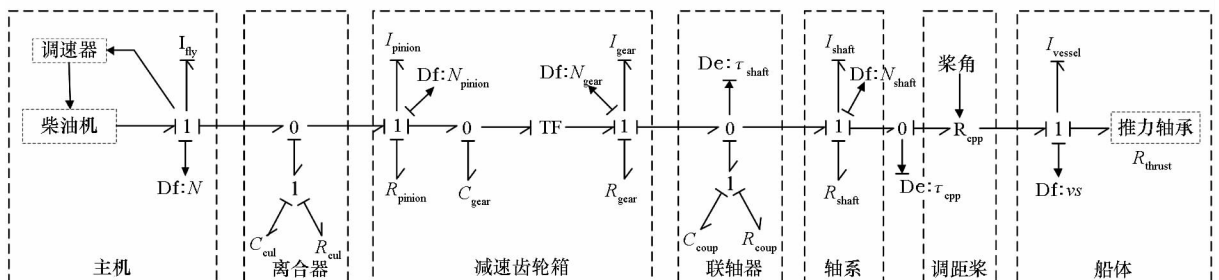 调速器
柴油机
I_fly
1
Df:N
主机
0
1
C_cul
R_cul
离合器
I_pinion
Df:N_pinion
1
R_pinion
0
C_gear
TF
Df:N_gear
I_gear
1
R_gear
减速齿轮箱
De:τ_shaft
0
1
C_coup
R_coup
联轴器
I_shaft
Df:N_shaft
1
R_shaft
轴系
0
De:τ_cpp
桨角
R_cpp
调距桨
I_vessel
1
Df:vs
推力轴承
R_thrust
船体